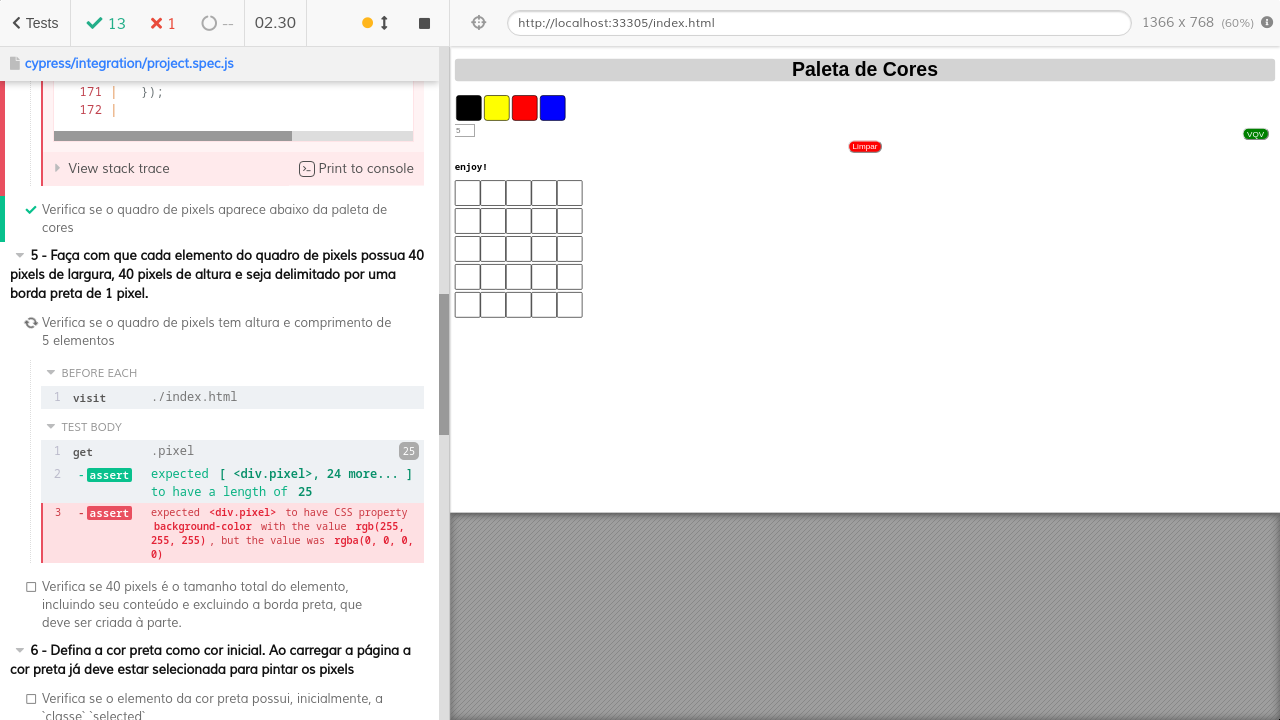 Tests
13
1
--
02.30
http://localhost:33305/index.html
1366 x 768 (60%)
cypress/integration/project.spec.js
171 | });
172 |
View stack trace
Print to console
Verifica se o quadro de pixels aparece abaixo da paleta de
cores
5 - Faça com que cada elemento do quadro de pixels possua 40
pixels de largura, 40 pixels de altura e seja delimitado por uma
borda preta de 1 pixel.
Verifica se o quadro de pixels tem altura e comprimento de
5 elementos
BEFORE EACH
1 visit ./index.html
TEST BODY
1 get .pixel 25
2 -assert expected [ <div.pixel>, 24 more... ]
to have a length of 25
3 -assert expected <div.pixel> to have CSS property
background-color with the value rgb(255,
255, 255) , but the value was rgba(0, 0, 0,
0)
Verifica se 40 pixels é o tamanho total do elemento,
incluindo seu conteúdo e excluindo a borda preta, que
deve ser criada à parte.
6 - Defina a cor preta como cor inicial. Ao carregar a página a
cor preta já deve estar selecionada para pintar os pixels
Verifica se o elemento da cor preta possui, inicialmente, a
`classe` `selected`
Paleta de Cores
5
VQV
Limpar
enjoy!